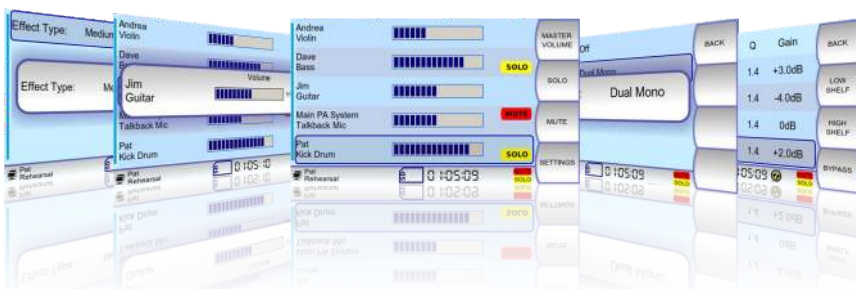 Effect Type: Medium
Effect Type:
Pat
Rehearsal
Andrea
Violin
Dave
Jim
Guitar
Volume
Talkback Mic
Pat
Kick Drum
Pat
Rehearsal
01:05:10
Andrea
Violin
Dave
Bass
SOLO
Jim
Guitar
Main PA System
Talkback Mic
MUTE
Pat
Kick Drum
SOLO
Pat
Rehearsal
01:05:09
MUTE
SOLO
MASTER
VOLUME
SOLO
MUTE
SETTINGS
Off
Dual Mono
Dual Mono
01:05:09
MUTE
SOLO
BACK
Q Gain
1.4 +3.0dB
1.4 -4.0dB
1.4 0dB
1.4 +2.0dB
1:05:09
MUTE
SOLO
BACK
LOW
SHELF
HIGH
SHELF
BYPASS